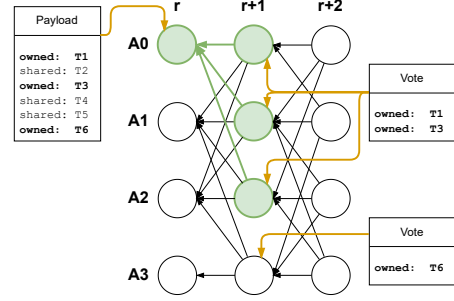 Payload
owned: T1
shared: T2
owned: T3
shared: T4
shared: T5
owned: T6
r r+1 r+2
A0
A1
A2
A3
Vote
owned: T1
owned: T3
Vote
owned: T6